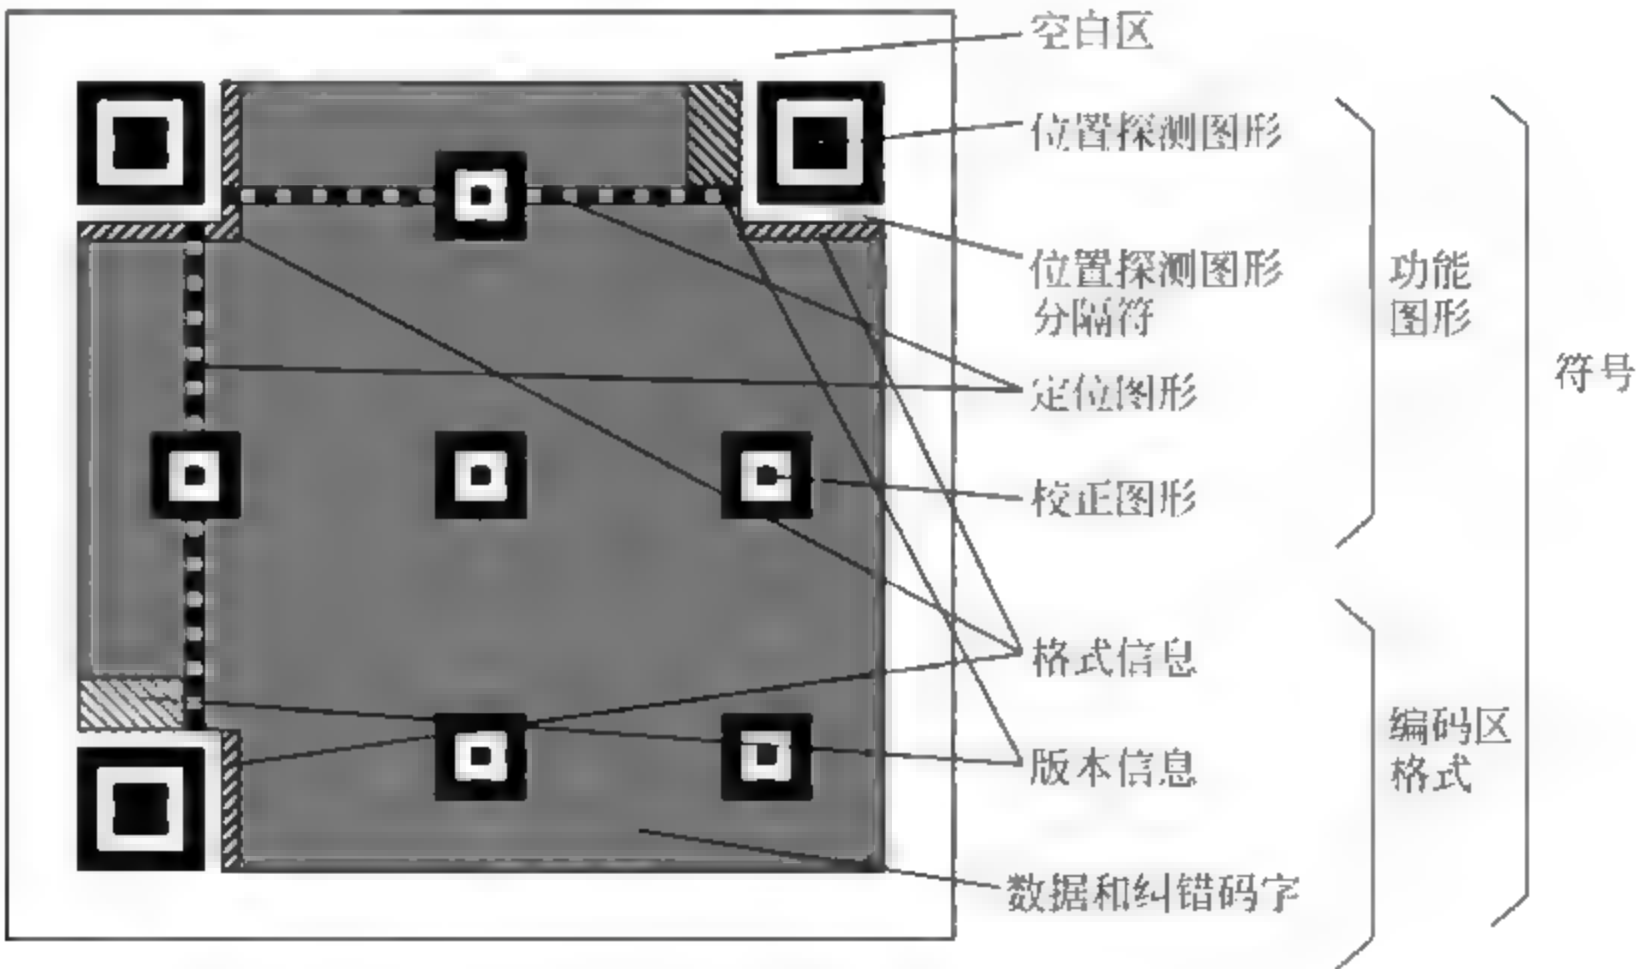 空白区
位置探测图形
位置探测图形
分隔符
定位图形
校正图形
格式信息
版本信息
数据和纠错码字
功能
图形
编码区
格式
符号